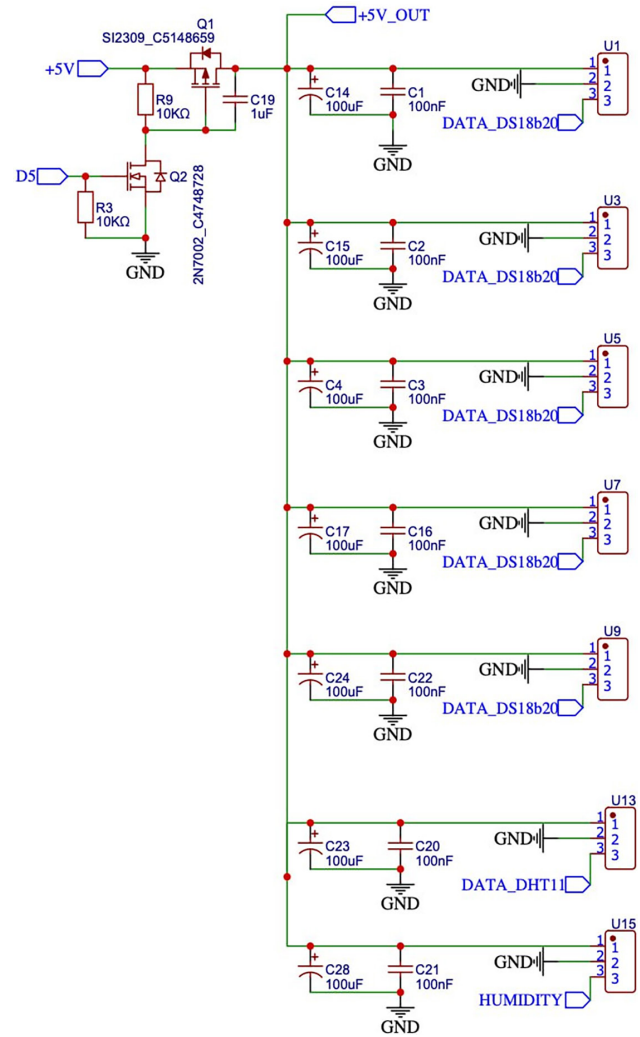 +5V_OUT
Q1
SI2309_C5148659
+5V
R9
10KΩ
C19
1uF
D5
Q2
R3
10KΩ
GND
2N7002_C4748728
C14
100uF
C1
100nF
GND
GND
DATA_DS18b20
U1
1 1
2 2
3 3
C15
100uF
C2
100nF
GND
GND
DATA_DS18b20
U3
1 1
2 2
3 3
C4
100uF
C3
100nF
GND
GND
DATA_DS18b20
U5
1 1
2 2
3 3
C17
100uF
C16
100nF
GND
GND
DATA_DS18b20
U7
1 1
2 2
3 3
C24
100uF
C22
100nF
GND
GND
DATA_DS18b20
U9
1 1
2 2
3 3
C23
100uF
C20
100nF
GND
GND
DATA_DHT11
U13
1 1
2 2
3 3
C28
100uF
C21
100nF
GND
GND
HUMIDITY
U15
1 1
2 2
3 3